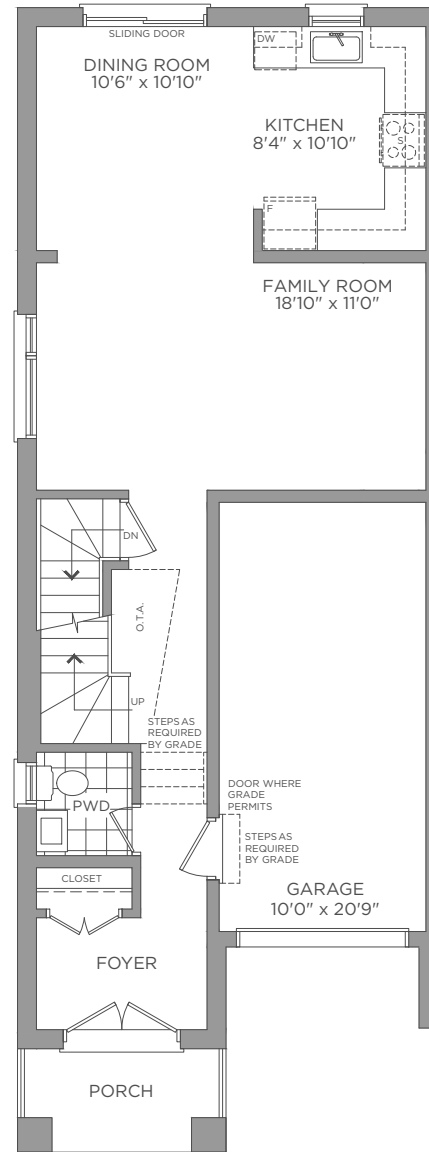 SLIDING DOOR
DINING ROOM
10'6" x 10'10"
DW
KITCHEN
8'4" x 10'10"
S
F
FAMILY ROOM
18'10" x 11'0"
DN
O.T.A.
UP
STEPS AS
REQUIRED
BY GRADE
PWD
DOOR WHERE
GRADE
PERMITS
STEPS AS
REQUIRED
BY GRADE
CLOSET
GARAGE
10'0" x 20'9"
FOYER
PORCH